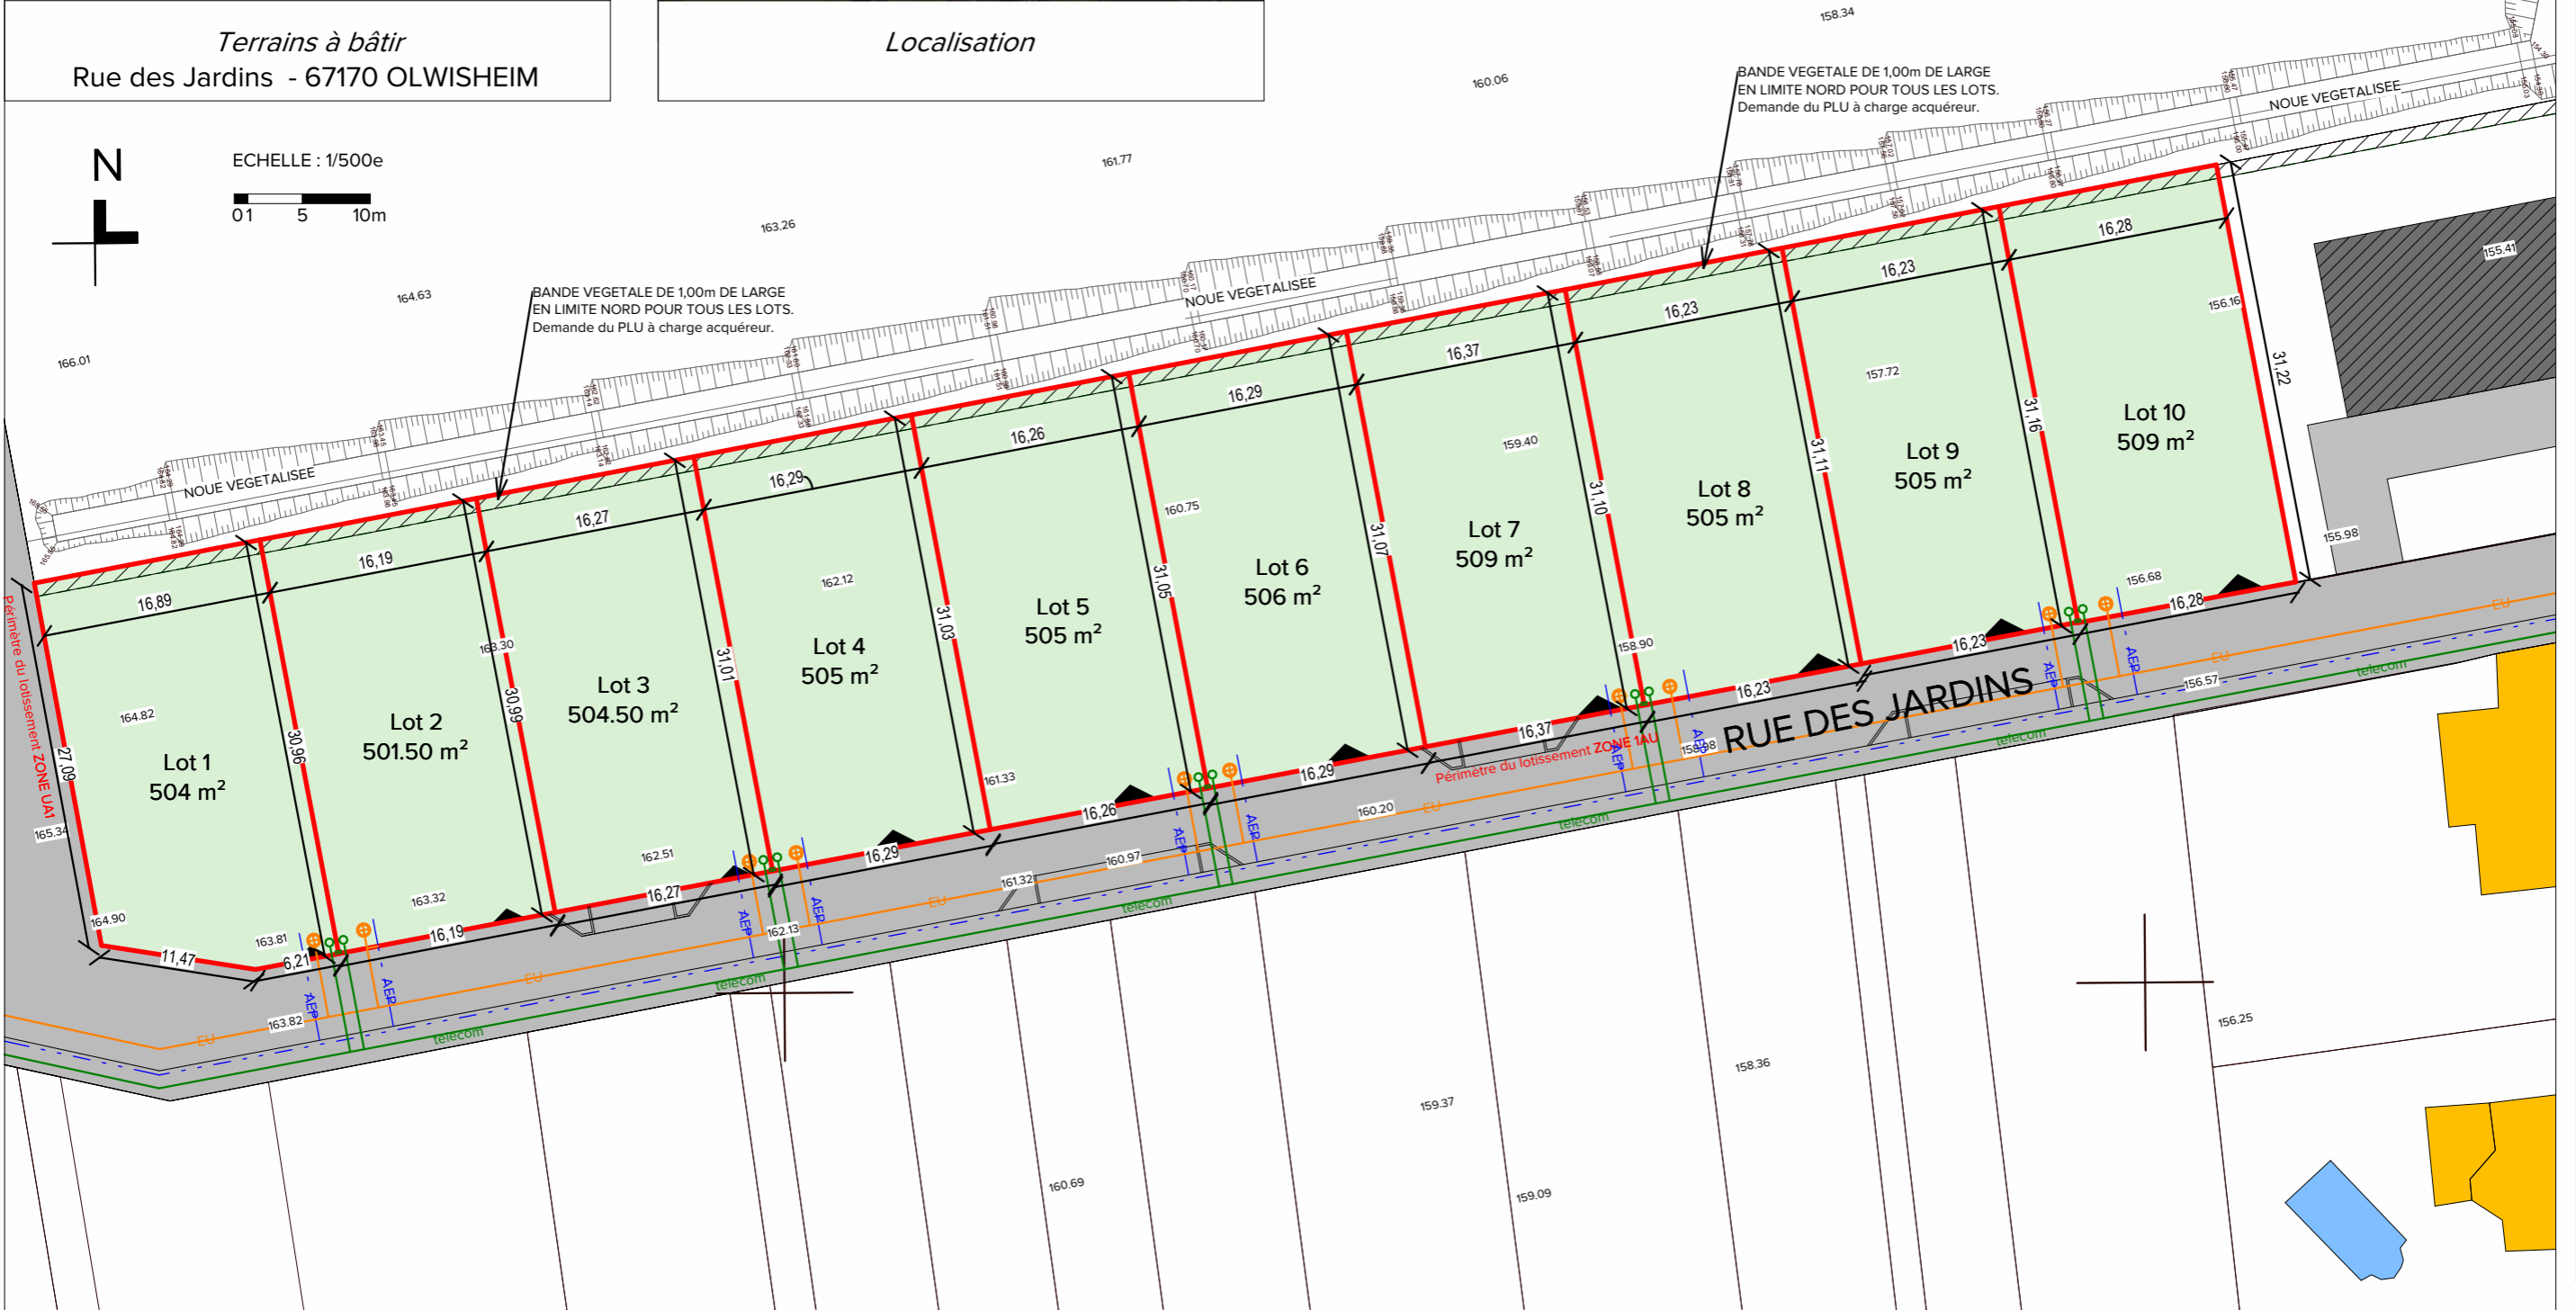 Terrains à bâtir
Rue des Jardins - 67170 OLWISHEIM
Localisation
N
ECHELLE : 1/500e
01 5 10m
158.34
160.06
161.77
163.26
164.63
166.01
BANDE VEGETALE DE 1,00m DE LARGE
EN LIMITE NORD POUR TOUS LES LOTS.
Demande du PLU à charge acquéreur.
BANDE VEGETALE DE 1,00m DE LARGE
EN LIMITE NORD POUR TOUS LES LOTS.
Demande du PLU à charge acquéreur.
NOUE VEGETALISEE
NOUE VEGETALISEE
NOUE VEGETALISEE
16,89
16,19
16,27
16,29
16,26
16,29
16,37
16,23
16,23
16,28
27,09
30,96
30,99
31,01
31,03
31,05
31,07
31,10
31,11
31,16
31,22
Lot 1
504 m²
Lot 2
501.50 m²
Lot 3
504.50 m²
Lot 4
505 m²
Lot 5
505 m²
Lot 6
506 m²
Lot 7
509 m²
Lot 8
505 m²
Lot 9
505 m²
Lot 10
509 m²
164.82
163.30
162.12
160.75
159.40
157.72
156.16
155.41
155.98
156.68
158.90
161.33
162.51
163.32
163.81
164.90
165.34
11,47
6,21
16,19
16,27
16,29
16,26
16,29
16,37
16,23
16,23
16,28
Périmètre du lotissement ZONE UA1
Périmètre du lotissement ZONE 1AU
RUE DES JARDINS
163.82
162.13
161.32
160.97
160.20
158.98
156.57
EU
EU
EU
EU
EU
EU
AEP
AEP
AEP
AEP
AEP
AEP
AEP
AEP
AEP
AEP
telecom
telecom
telecom
telecom
telecom
telecom
156.25
158.36
159.37
159.09
160.69